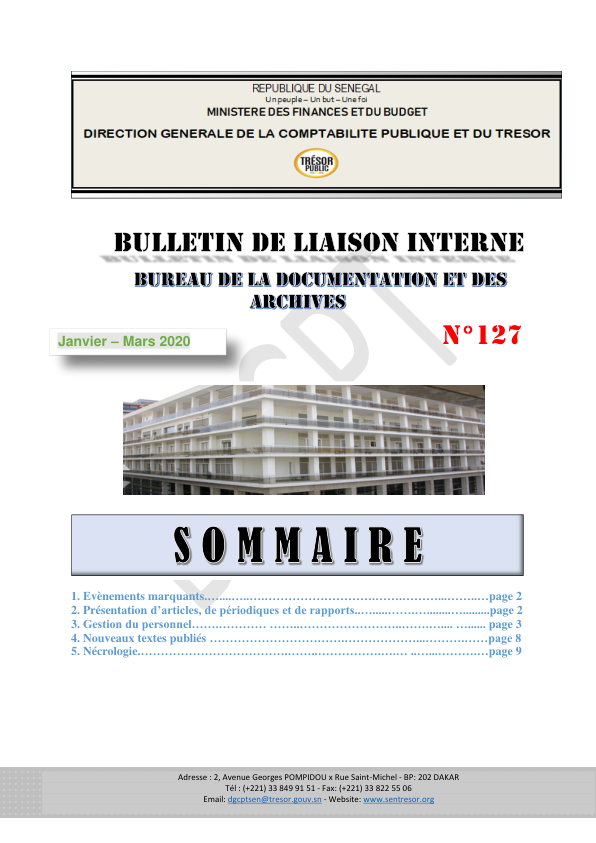 REPUBLIQUE DU SENEGAL
Un peuple – Un but – Une foi
MINISTERE DES FINANCES ET DU BUDGET
DIRECTION GENERALE DE LA COMPTABILITE PUBLIQUE ET DU TRESOR
TRÉSOR
PUBLIC
BULLETIN DE LIAISON INTERNE
BUREAU DE LA DOCUMENTATION ET DES
ARCHIVES
Janvier – Mars 2020
N°127
SOMMAIRE
1. Evènements marquants…......…..…………………………….………..…..…page 2
2. Présentation d’articles, de périodiques et de rapports..…....…….…........…..........page 2
3. Gestion du personnel……………… ……...………………….………….... …...... page 3
4. Nouveaux textes publiés …………………………….……………...……….……page 8
5. Nécrologie.…………………………….…….……………….…… .…...……….…page 9
Adresse : 2, Avenue Georges POMPIDOU x Rue Saint-Michel - BP: 202 DAKAR
Tél : (+221) 33 849 91 51 - Fax: (+221) 33 822 55 06
Email: dgcptsen@tresor.gouv.sn - Website: www.sentresor.org